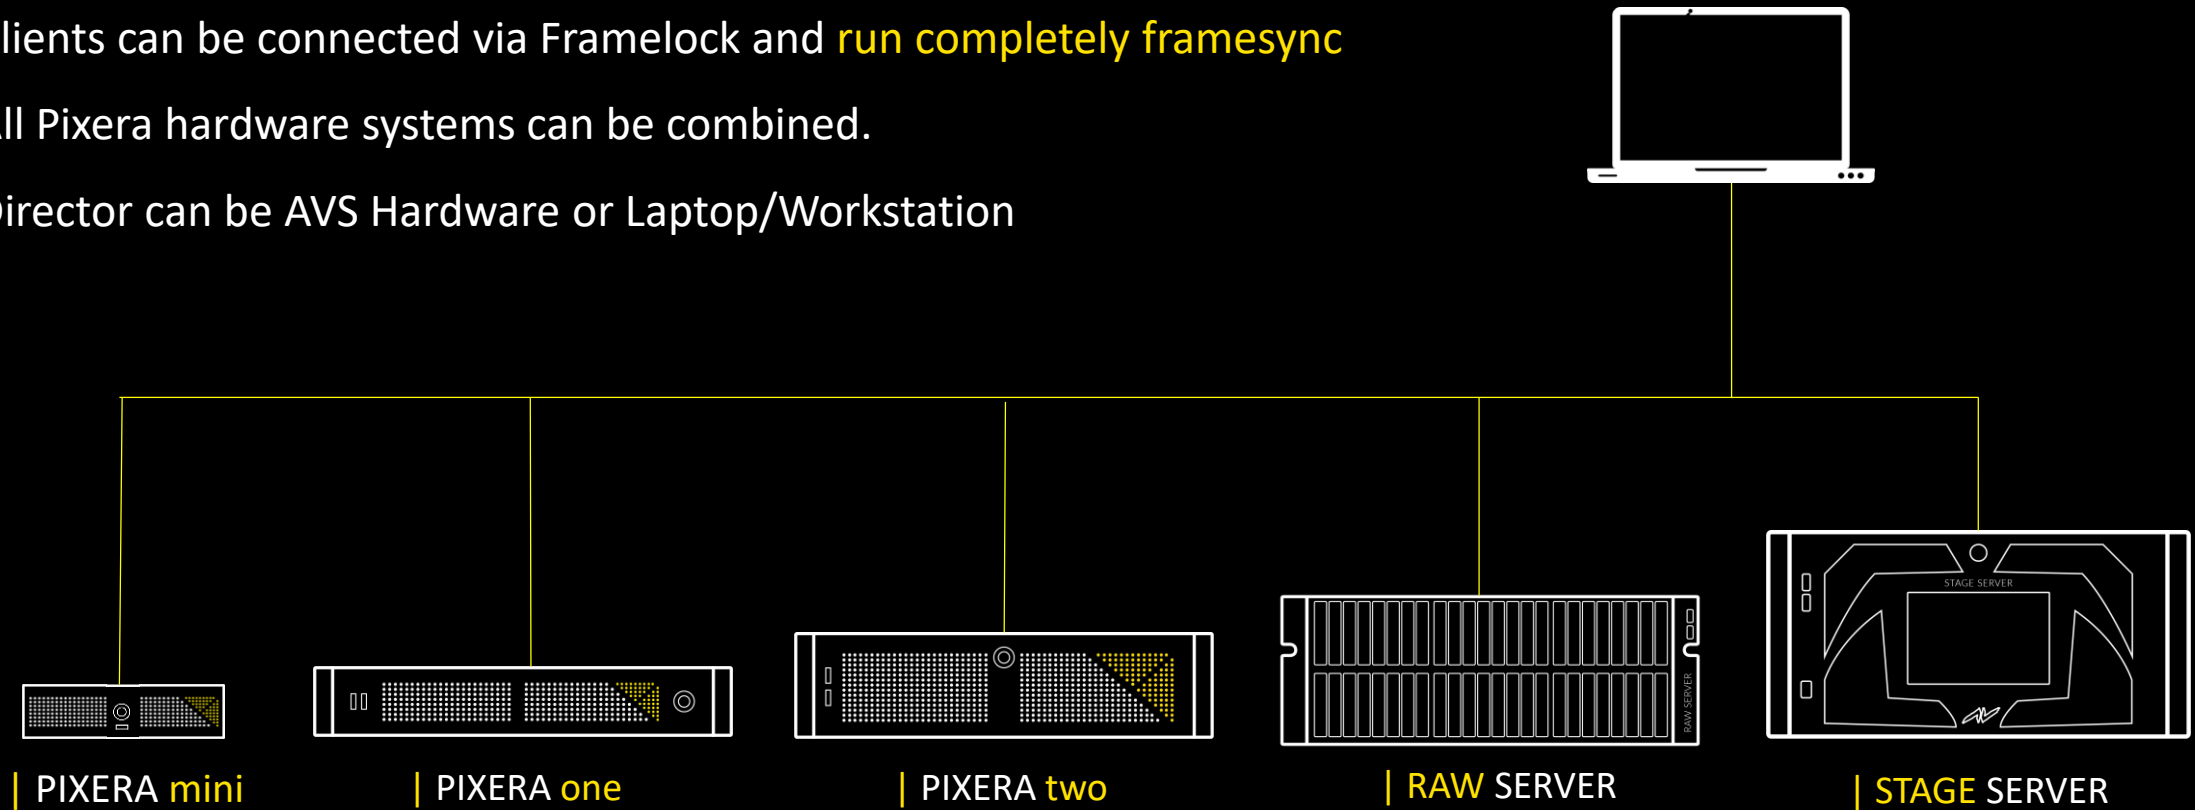 lients can be connected via Framelock and run completely framesync
ll Pixera hardware systems can be combined.
irector can be AVS Hardware or Laptop/Workstation
STAGE SERVER
RAW SERVER
| PIXERA mini
| PIXERA one
| PIXERA two
| RAW SERVER
| STAGE SERVER